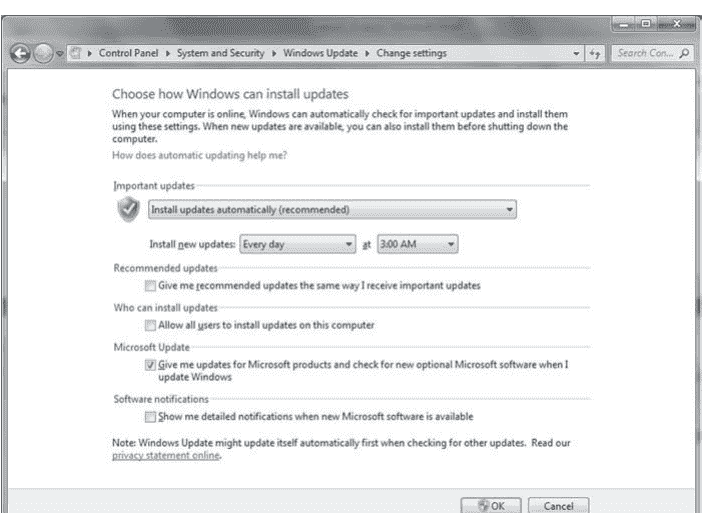 Control Panel ▸ System and Security ▸ Windows Update ▸ Change settings
Search Con...
Choose how Windows can install updates
When your computer is online, Windows can automatically check for important updates and install them
using these settings. When new updates are available, you can also install them before shutting down the
computer.
How does automatic updating help me?
Important updates
Install updates automatically (recommended)
Install new updates: Every day at 3:00 AM
Recommended updates
Give me recommended updates the same way I receive important updates
Who can install updates
Allow all users to install updates on this computer
Microsoft Update
Give me updates for Microsoft products and check for new optional Microsoft software when I
update Windows
Software notifications
Show me detailed notifications when new Microsoft software is available
Note: Windows Update might update itself automatically first when checking for other updates. Read our
privacy statement online.
OK Cancel